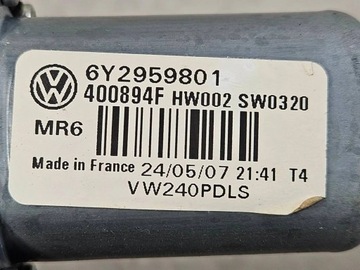 6Y2959801
400894F HW002 SW0320
MR6
Made in France 24/05/07 21:41 T4
VW240PDLS